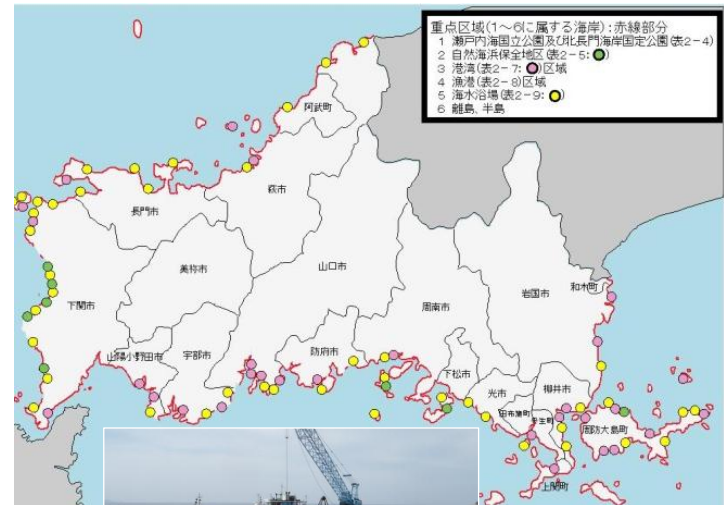 重点区域(1～6に属する海岸):赤線部分
1 瀬戸内海国立公園及び北長門海岸国定公園(表2-4)
2 自然海浜保全地区(表2-5:●)
3 港湾(表2-7:●)区域
4 漁港(表2-8)区域
5 海水浴場(表2-9:●)
6 離島、半島
阿武町
萩市
長門市
美祢市
山口市
周南市
岩国市
和木町
下関市
山陽小野田市
宇部市
防府市
下松市
光市
柳井市
田布施町
平生町
周防大島町
上関町